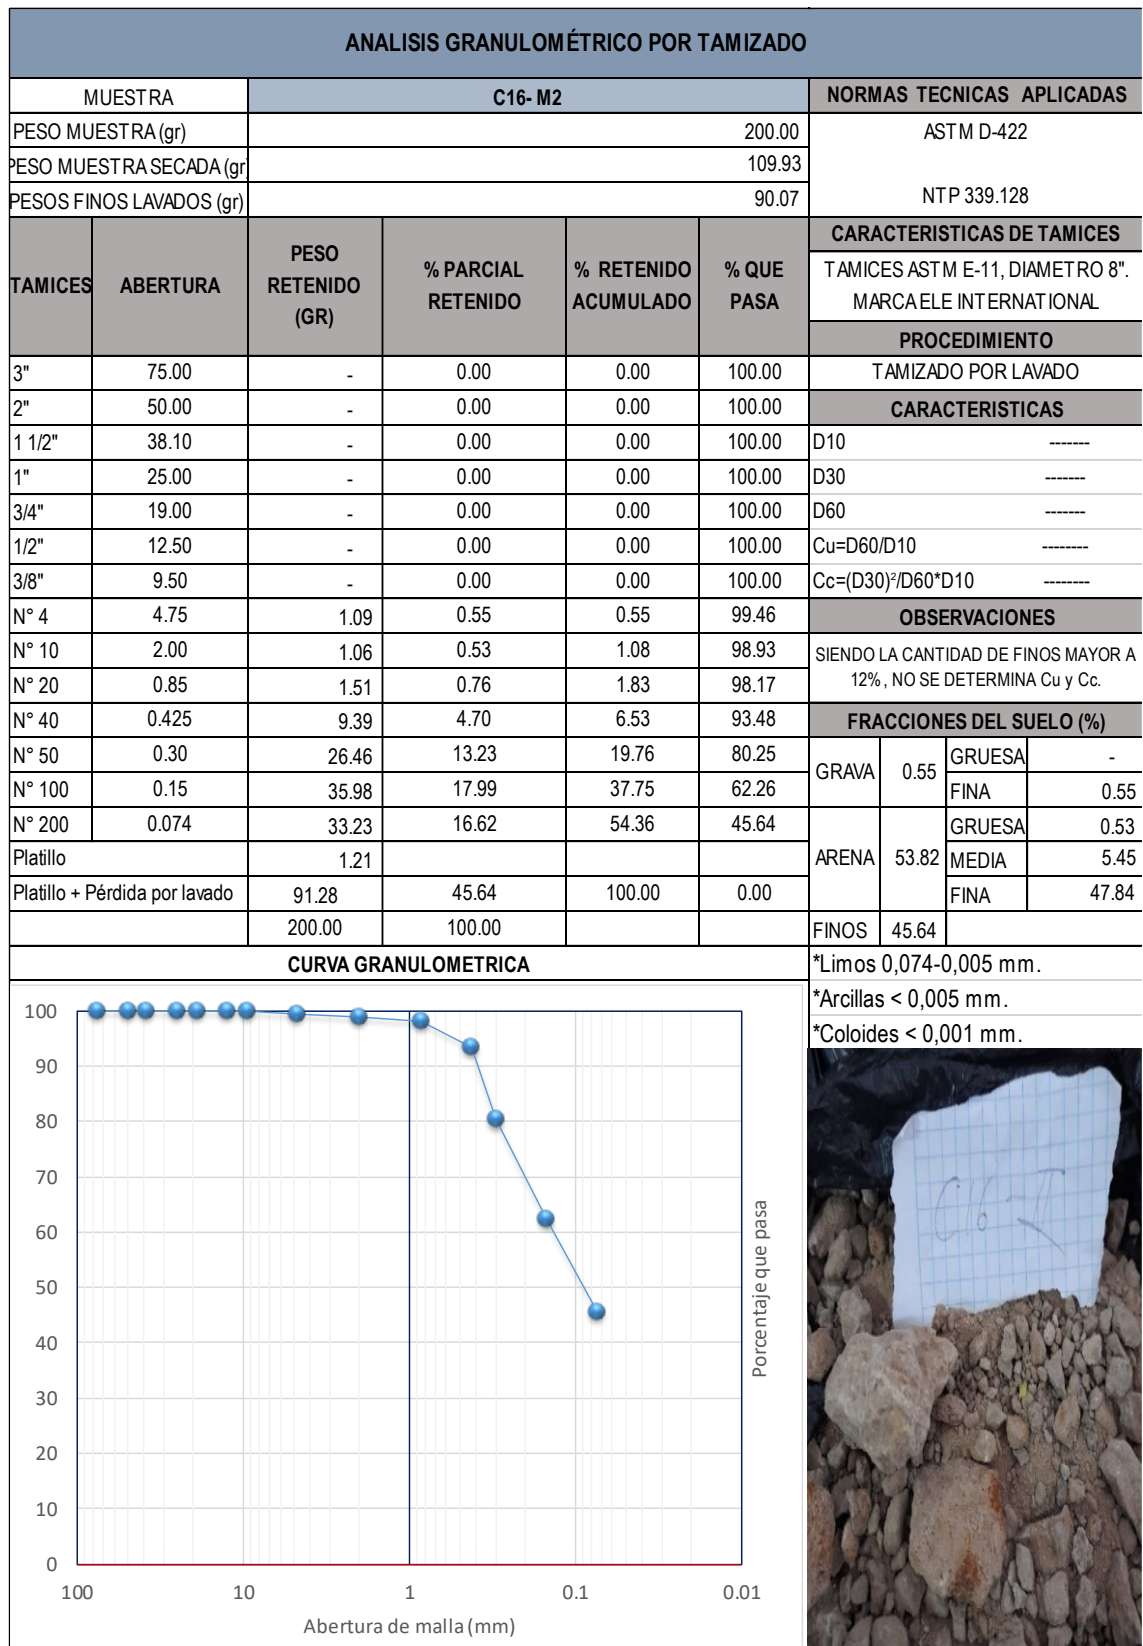 ANALISIS GRANULOMÉTRICO POR TAMIZADO
MUESTRA C16- M2 NORMAS TECNICAS APLICADAS
PESO MUESTRA (gr) 200.00 ASTM D-422
PESO MUESTRA SECADA (gr) 109.93
PESOS FINOS LAVADOS (gr) 90.07 NTP 339.128
TAMICES ABERTURA PESO RETENIDO (GR) % PARCIAL RETENIDO % RETENIDO ACUMULADO % QUE PASA CARACTERISTICAS DE TAMICES
TAMICES ASTM E-11, DIAMETRO 8".
MARCA ELE INTERNATIONAL
PROCEDIMIENTO
3" 75.00 - 0.00 0.00 100.00 TAMIZADO POR LAVADO
2" 50.00 - 0.00 0.00 100.00 CARACTERISTICAS
1 1/2" 38.10 - 0.00 0.00 100.00 D10 -------
1" 25.00 - 0.00 0.00 100.00 D30 -------
3/4" 19.00 - 0.00 0.00 100.00 D60 -------
1/2" 12.50 - 0.00 0.00 100.00 Cu=D60/D10 --------
3/8" 9.50 - 0.00 0.00 100.00 Cc=(D30)²/D60*D10 --------
N° 4 4.75 1.09 0.55 0.55 99.46 OBSERVACIONES
N° 10 2.00 1.06 0.53 1.08 98.93 SIENDO LA CANTIDAD DE FINOS MAYOR A
N° 20 0.85 1.51 0.76 1.83 98.17 12%, NO SE DETERMINA Cu y Cc.
N° 40 0.425 9.39 4.70 6.53 93.48 FRACCIONES DEL SUELO (%)
N° 50 0.30 26.46 13.23 19.76 80.25 GRAVA 0.55 GRUESA -
N° 100 0.15 35.98 17.99 37.75 62.26 FINA 0.55
N° 200 0.074 33.23 16.62 54.36 45.64 GRUESA 0.53
Platillo 1.21 ARENA 53.82 MEDIA 5.45
Platillo + Pérdida por lavado 91.28 45.64 100.00 0.00 FINA 47.84
200.00 100.00 FINOS 45.64
CURVA GRANULOMETRICA
*Limos 0,074-0,005 mm.
*Arcillas < 0,005 mm.
*Coloides < 0,001 mm.
100
90
80
70
60
50
40
30
20
10
0
100 10 1 0.1 0.01
Abertura de malla (mm)
Porcentaje que pasa